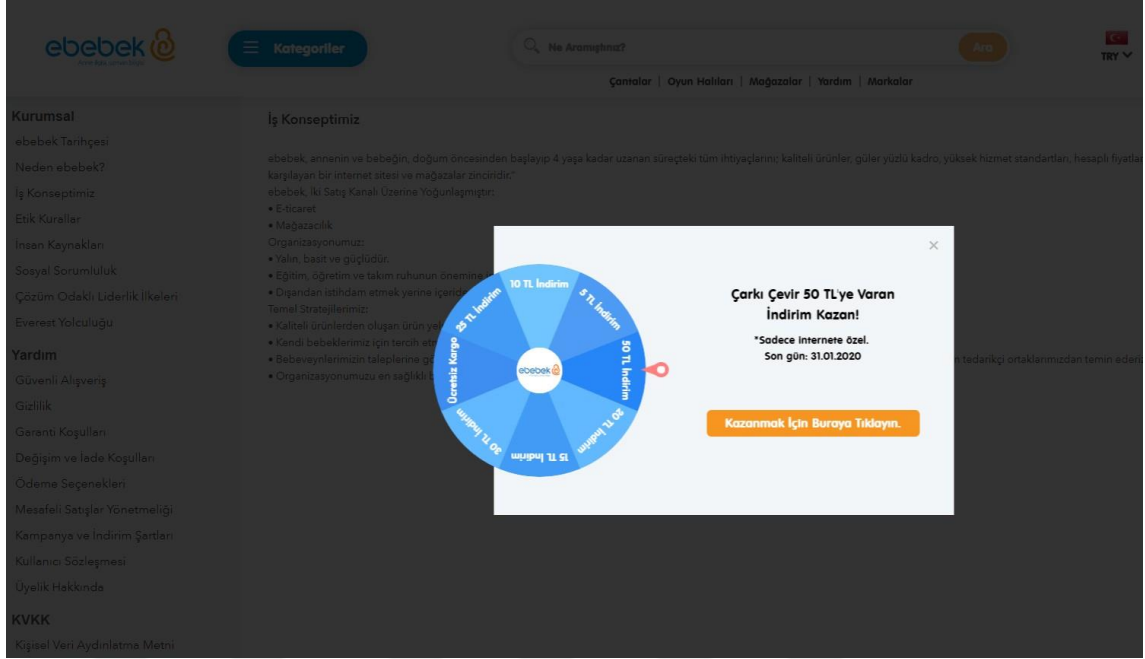 ebebek
Kategoriler
Ne Aramıştınız?
Ara
TRY
Çantalar | Oyun Halıları | Mağazalar | Yardım | Markalar
Kurumsal
ebebek Tarihçesi
Neden ebebek?
İş Konseptimiz
Etik Kurallar
İnsan Kaynakları
Sosyal Sorumluluk
Çözüm Odaklı Liderlik İlkeleri
Everest Yolculuğu
Yardım
Güvenli Alışveriş
Gizlilik
Garanti Koşulları
Değişim ve İade Koşulları
Ödeme Seçenekleri
Mesafeli Satışlar Yönetmeliği
Kampanya ve İndirim Şartları
Kullanıcı Sözleşmesi
Üyelik Hakkında
KVKK
Kişisel Veri Aydınlatma Metni
İş Konseptimiz
ebebek, annenin ve bebeğin, doğum öncesinden başlayıp 4 yaşa kadar uzanan süreçteki tüm ihtiyaçlarını; kaliteli ürünler, güler yüzlü kadro, yüksek hizmet standartları, hesaplı
karşılayan bir internet sitesi ve mağazalar zinciridir."
ebebek, İki Satış Kanalı Üzerine Yoğunlaşmıştır:
• E-ticaret
• Mağazacılık
Organizasyonumuz:
• Yalın, basit ve güçlüdür.
• Eğitim, öğretim ve takım ruhunun önemine
• Dışarıdan istihdam etmek yerine
Temel Stratejilerimiz:
• Kaliteli ürünlerden oluşan ürün
• Kendi bebeklerimiz için tercih
• Bebeveynlerimizin taleplerine
tedarikçi ortaklarımızdan temin
• Organizasyonumuzu en sağlıklı
10 TL İndirim
5 TL İndirim
50 TL İndirim
20 TL İndirim
15 TL İndirim
30 TL İndirim
Ücretsiz Kargo
25 TL İndirim
ebebek
×
Çarkı Çevir 50 TL'ye Varan
İndirim Kazan!
*Sadece internete özel.
Son gün: 31.01.2020
Kazanmak İçin Buraya Tıklayın.